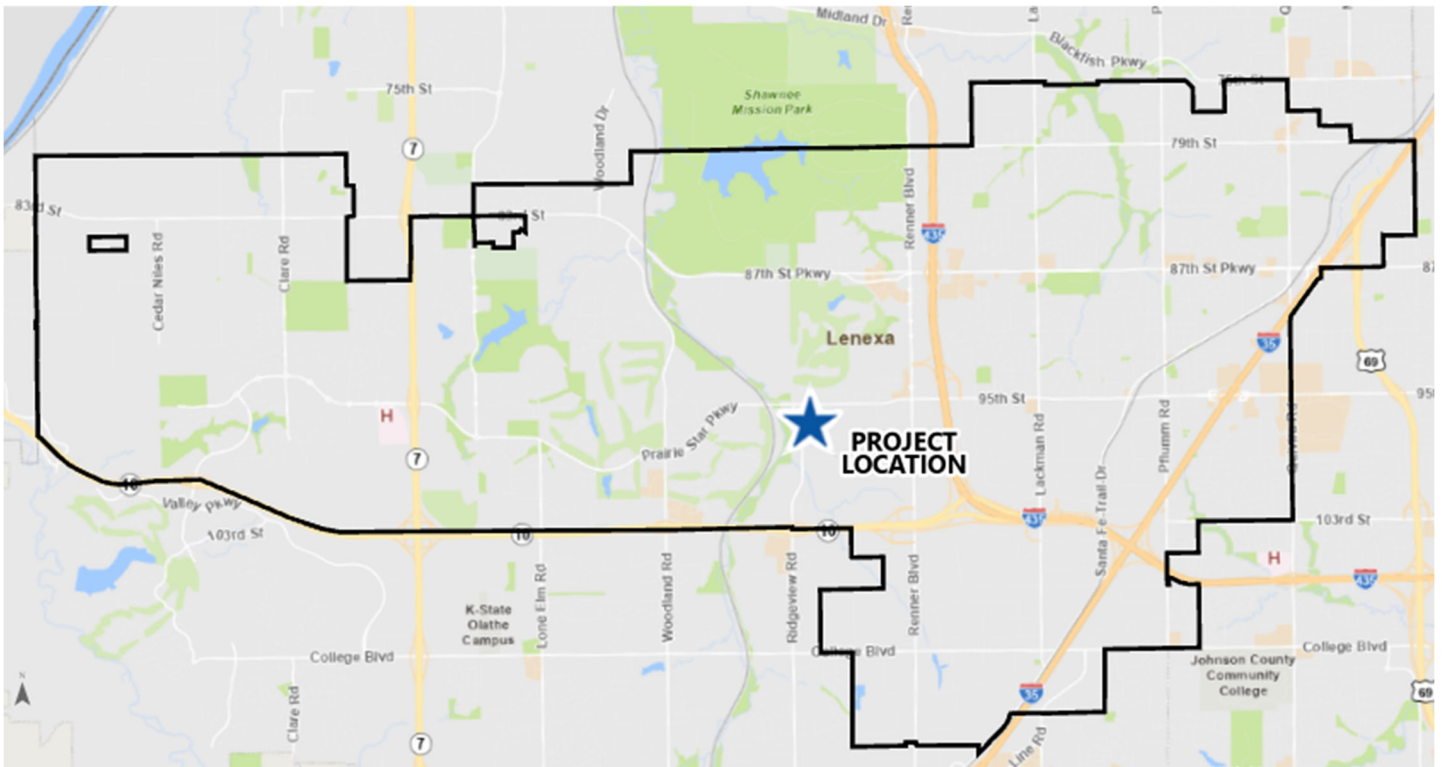 Midland Dr
Blackfish Pkwy
75th St
75th St
Shawnee
Mission Park
7
Woodland Dr
79th St
83rd St
83rd St
Renner Blvd
435
Cedar Niles Rd
Clare Rd
87th St Pkwy
87th St Pkwy
Lenexa
35
69
95th St
H
Prairie Star Pkwy
PROJECT
LOCATION
Lackman Rd
Pflumm Rd
7
10
Valley Pkwy
103rd St
10
10
435
Santa Fe Trail Dr
103rd St
H
435
K-State
Olathe
Campus
Lone Elm Rd
Woodland Rd
Ridgeview Rd
Renner Blvd
College Blvd
College Blvd
College Blvd
Johnson County
Community
College
N
Clare Rd
35
69
7
Line Rd